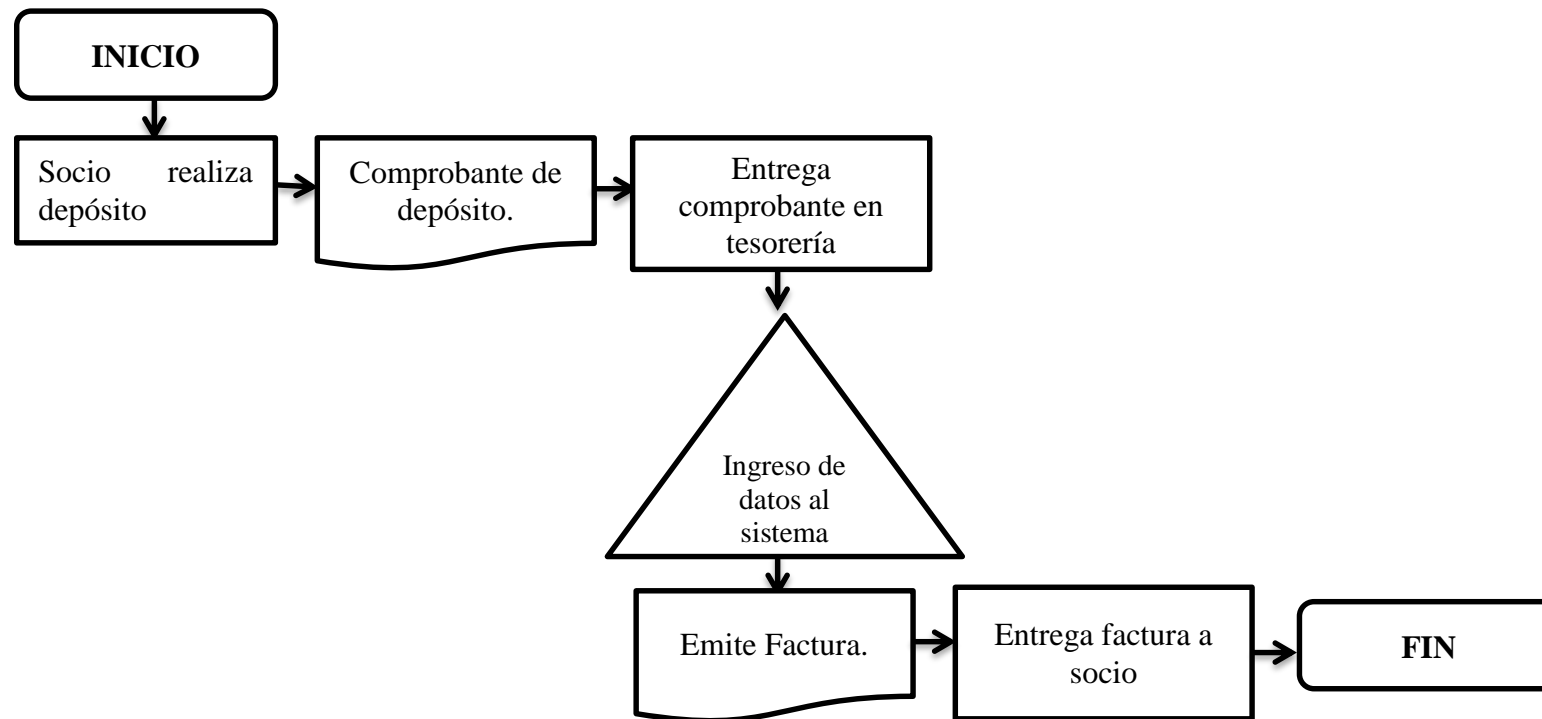 INICIO
Socio realiza
depósito
Comprobante de
depósito.
Entrega
comprobante en
tesorería
Ingreso de
datos al
sistema
Emite Factura.
Entrega factura a
socio
FIN